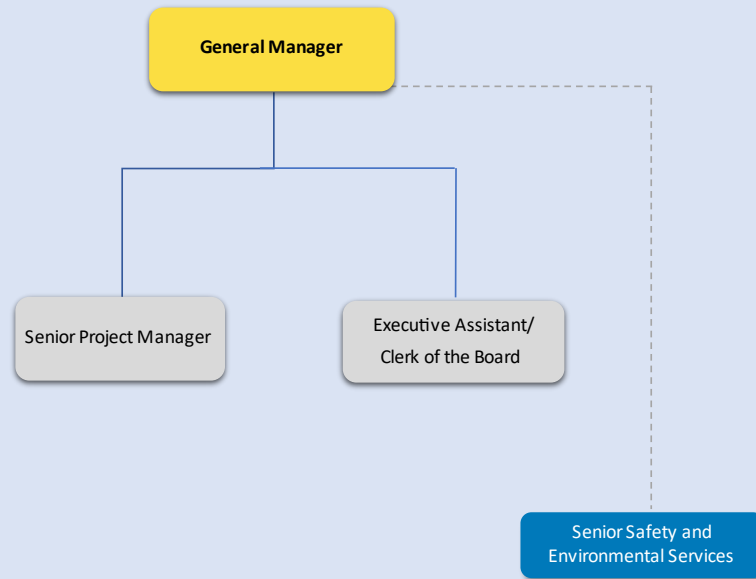 General Manager
Senior Project Manager
Executive Assistant/
Clerk of the Board
Senior Safety and
Environmental Services